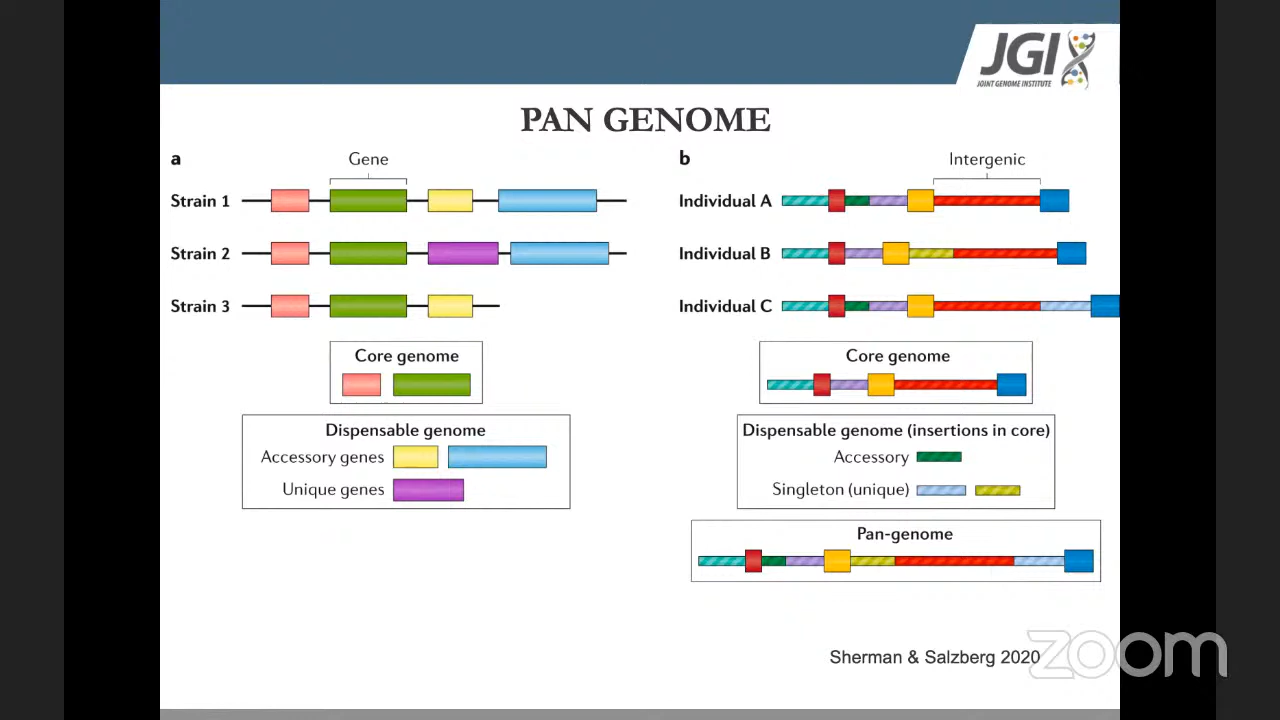 JGI
JOINT GENOME INSTITUTE
PAN GENOME
a
Gene
Strain 1
Strain 2
Strain 3
Core genome
Dispensable genome
Accessory genes
Unique genes
b
Intergenic
Individual A
Individual B
Individual C
Core genome
Dispensable genome (insertions in core)
Accessory
Singleton (unique)
Pan-genome
Sherman & Salzberg 2020
zoom